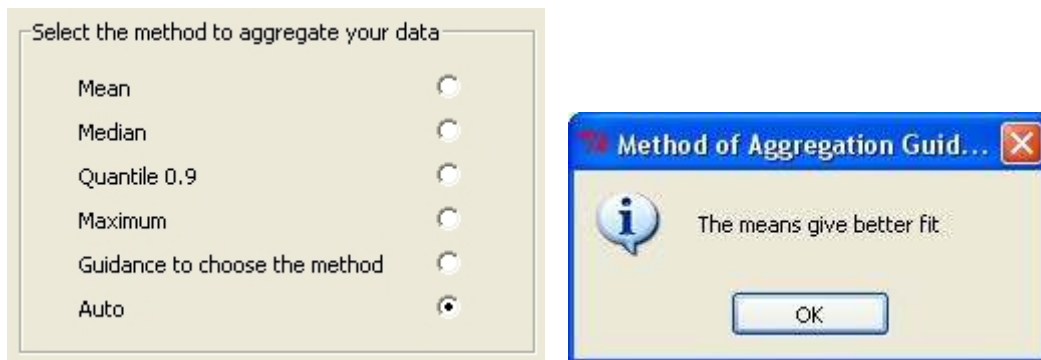 Select the method to aggregate your data
Mean
Median
Quantile 0.9
Maximum
Guidance to choose the method
Auto
Method of Aggregation Guid...
The means give better fit
OK